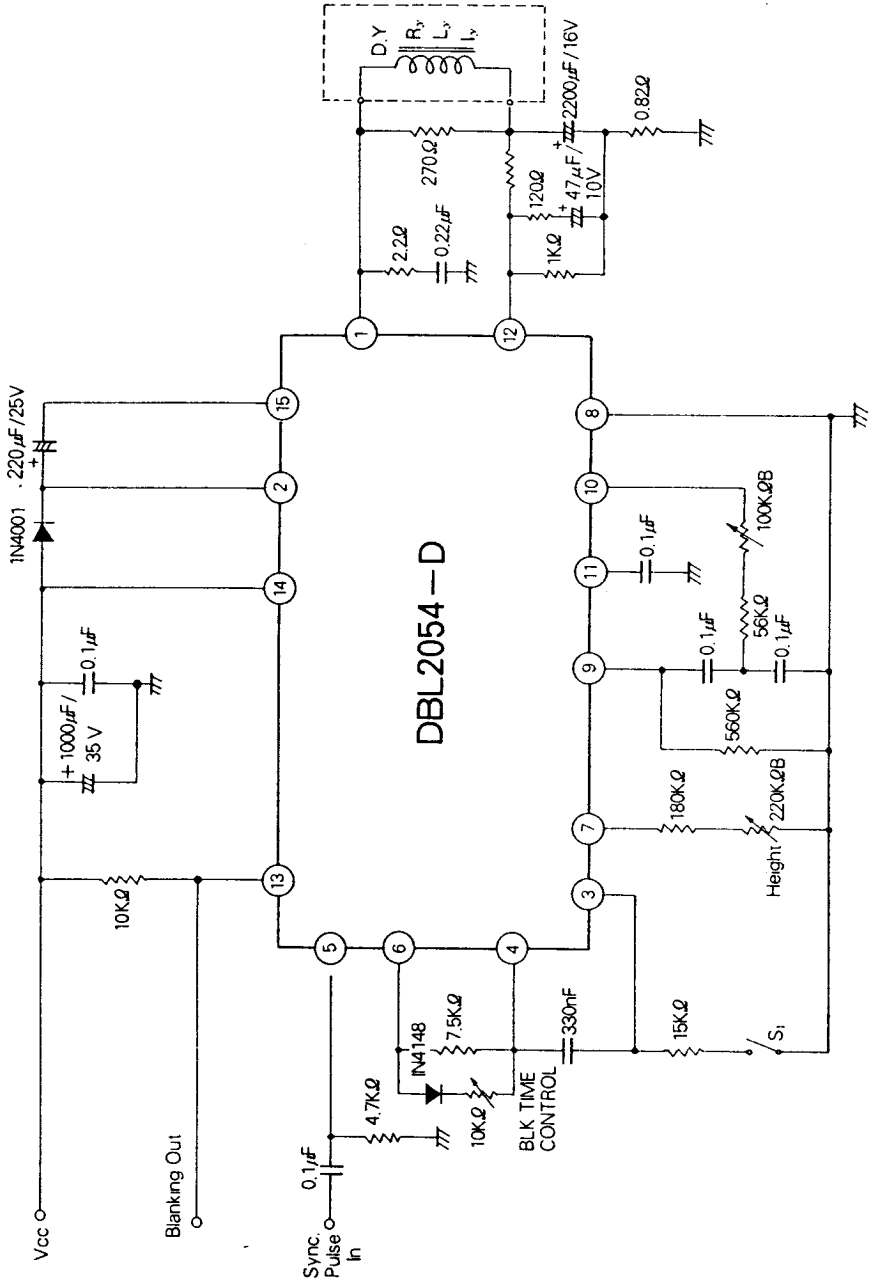 Vcc
Blanking Out
Sync.
Pulse
In
0.1µF
4.7KΩ
10KΩ
+ 1000µF/
35 V
0.1µF
1N4001
220µF/25V
+
13
14
2
15
5
6
4
DBL2054-D
1
12
3
7
9
11
10
8
IN4148
7.5KΩ
10KΩ
BLK TIME
CONTROL
330nF
15KΩ
S1
180KΩ
220KΩB
Height
560KΩ
0.1µF
56KΩ
0.1µF
0.1µF
100KΩB
2.2Ω
0.22µF
270Ω
D.Y
Ry
Ly
Iy
120Ω
1KΩ
+
47µF/
10V
+
2200µF/16V
0.82Ω